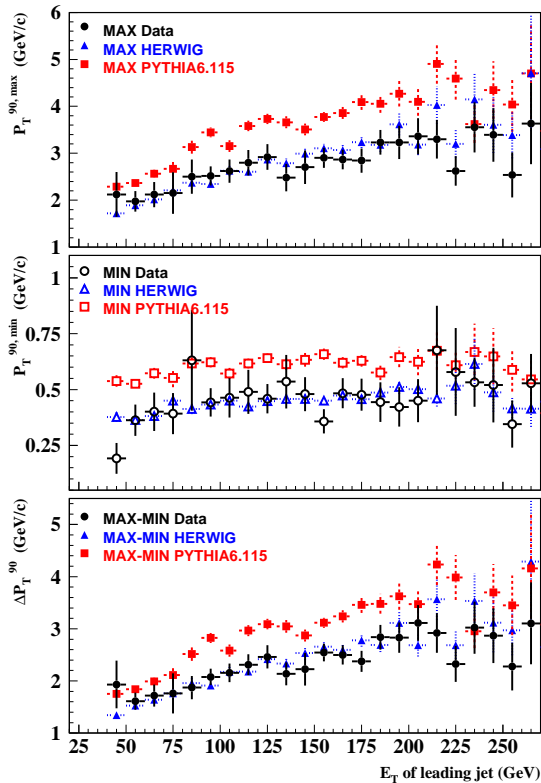 P_T^90,max (GeV/c)
6
5
4
3
2
1
MAX Data
MAX HERWIG
MAX PYTHIA6.115
P_T^90,min (GeV/c)
1
0.75
0.5
0.25
MIN Data
MIN HERWIG
MIN PYTHIA6.115
ΔP_T^90 (GeV/c)
5
4
3
2
1
MAX-MIN Data
MAX-MIN HERWIG
MAX-MIN PYTHIA6.115
25 50 75 100 125 150 175 200 225 250
E_T of leading jet (GeV)